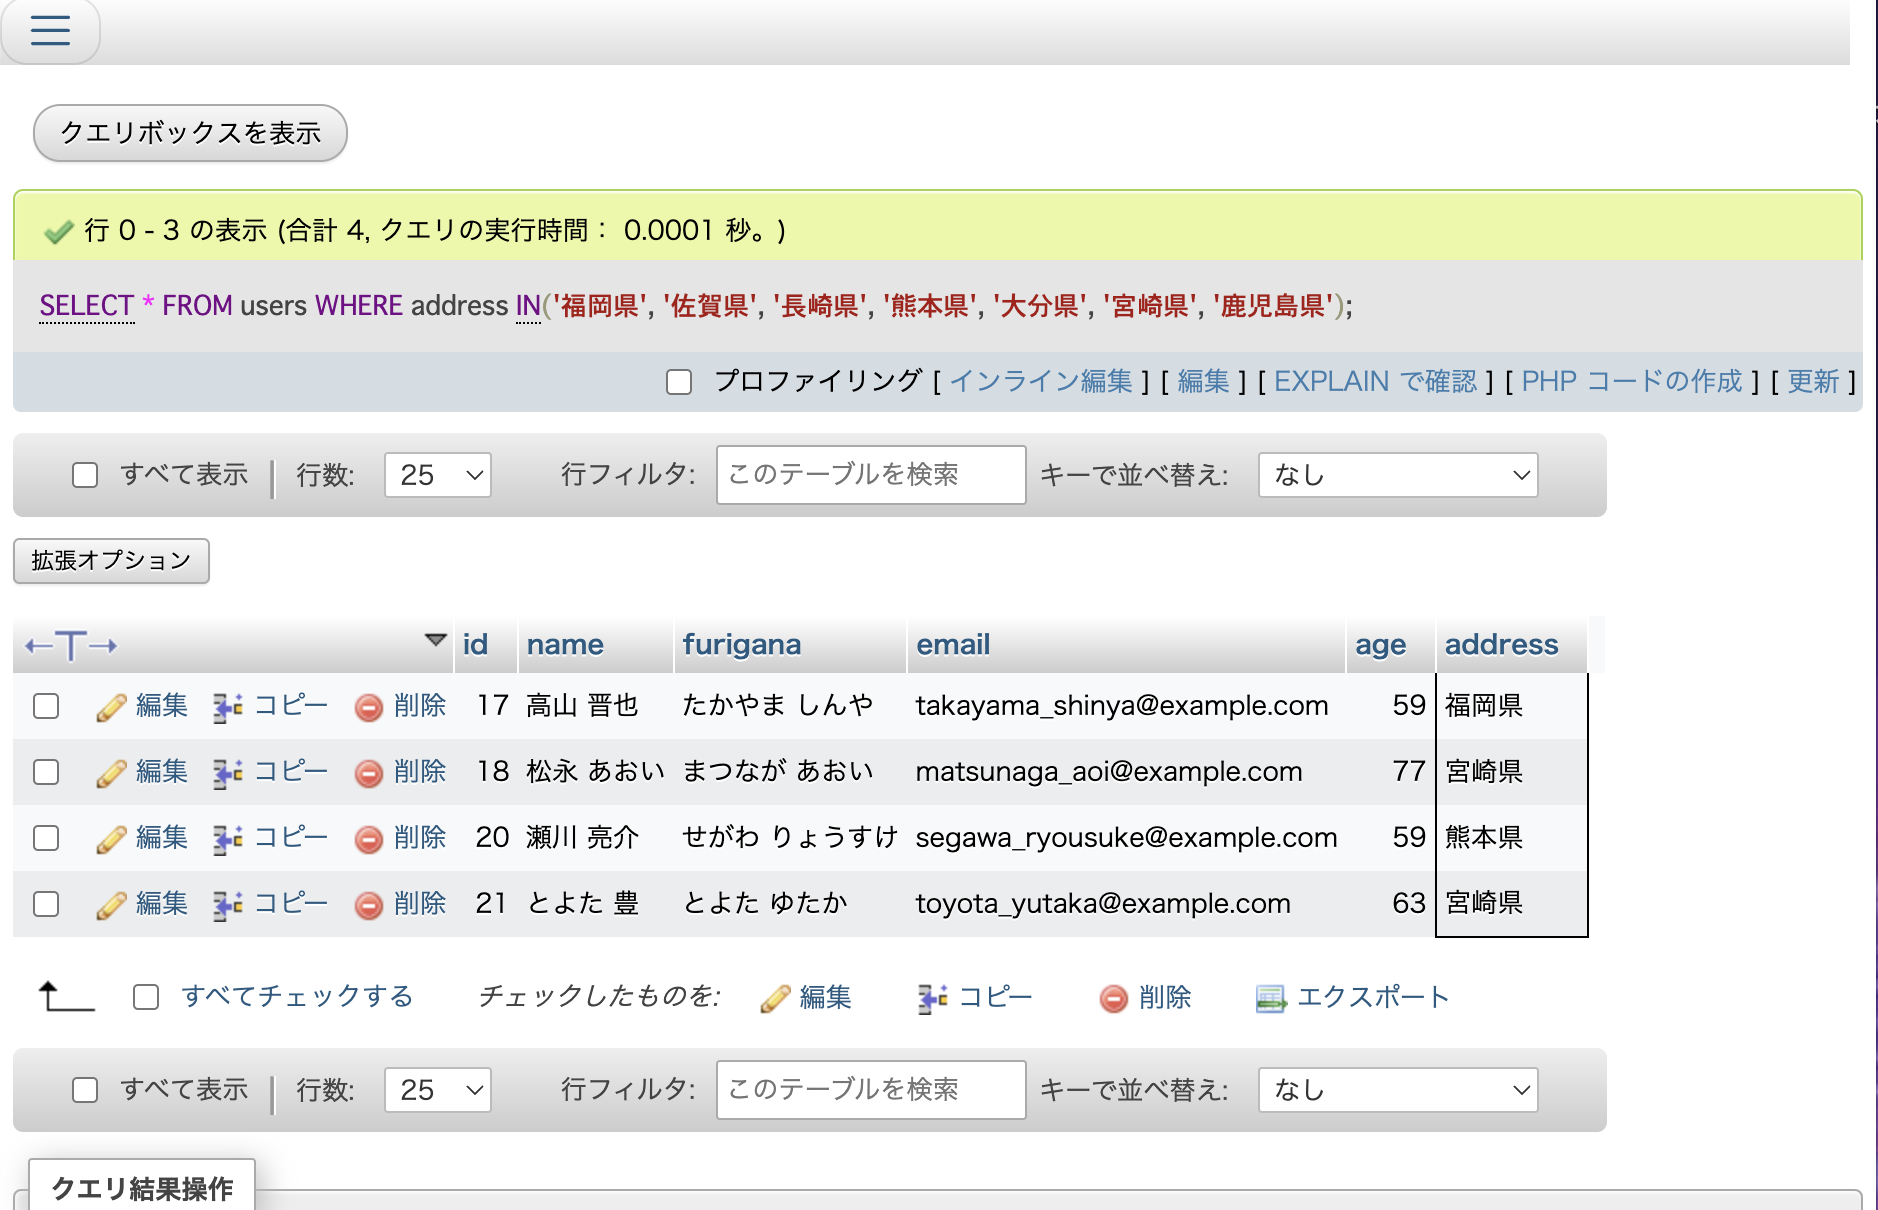 クエリボックスを表示
行 0 - 3 の表示 (合計 4, クエリの実行時間： 0.0001 秒。)
SELECT * FROM users WHERE address IN('福岡県', '佐賀県', '長崎県', '熊本県', '大分県', '宮崎県', '鹿児島県');
プロファイリング [ インライン編集 ] [ 編集 ] [ EXPLAIN で確認 ] [ PHP コードの作成 ] [ 更新 ]
すべて表示 | 行数: 25 行フィルタ: このテーブルを検索 キーで並べ替え: なし
拡張オプション
←T→ id name furigana email age address
編集 コピー 削除 17 高山 晋也 たかやま しんや takayama_shinya@example.com 59 福岡県
編集 コピー 削除 18 松永 あおい まつなが あおい matsunaga_aoi@example.com 77 宮崎県
編集 コピー 削除 20 瀬川 亮介 せがわ りょうすけ segawa_ryousuke@example.com 59 熊本県
編集 コピー 削除 21 とよた 豊 とよた ゆたか toyota_yutaka@example.com 63 宮崎県
すべてチェックする チェックしたものを: 編集 コピー 削除 エクスポート
すべて表示 | 行数: 25 行フィルタ: このテーブルを検索 キーで並べ替え: なし
クエリ結果操作